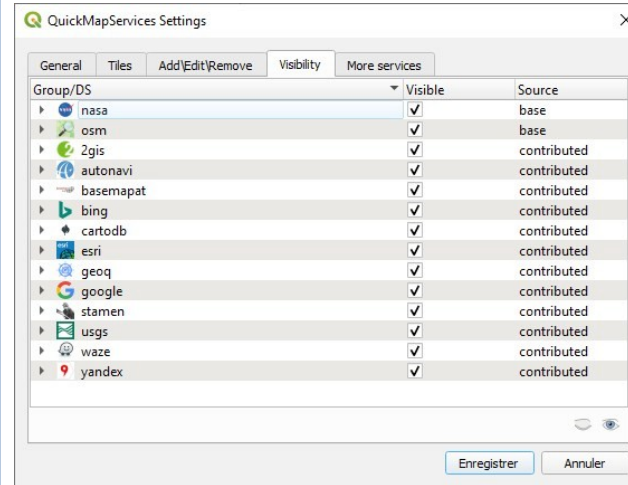 QuickMapServices Settings
General Tiles Add\Edit\Remove Visibility More services
Group/DS Visible Source
nasa base
osm base
2gis contributed
autonavi contributed
basemapat contributed
bing contributed
cartodb contributed
esri contributed
geoq contributed
google contributed
stamen contributed
usgs contributed
waze contributed
yandex contributed
Enregistrer Annuler